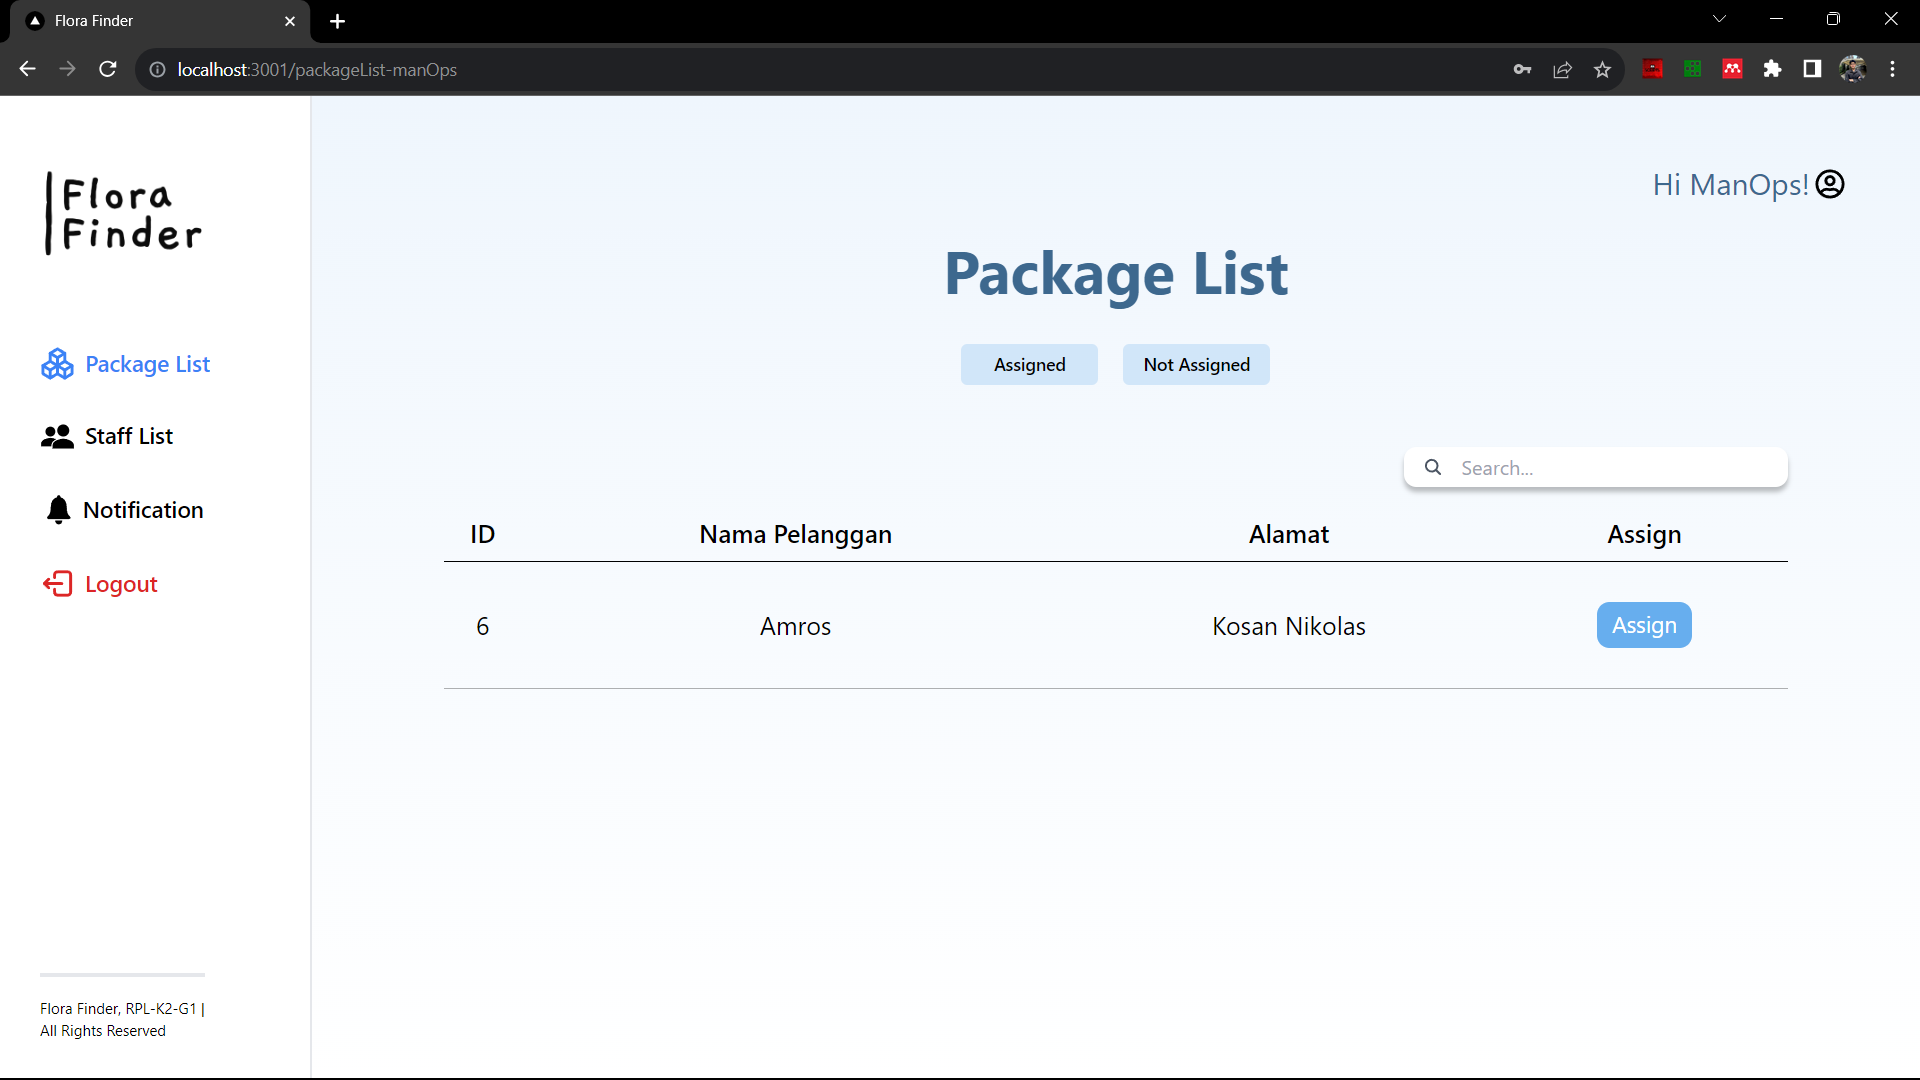 Flora Finder
localhost:3001/packageList-manOps
Flora
Finder
Hi ManOps!
Package List
Assigned
Not Assigned
Package List
Staff List
Notification
Logout
Search...
ID Nama Pelanggan Alamat Assign
6 Amros Kosan Nikolas Assign
Flora Finder, RPL-K2-G1 |
All Rights Reserved